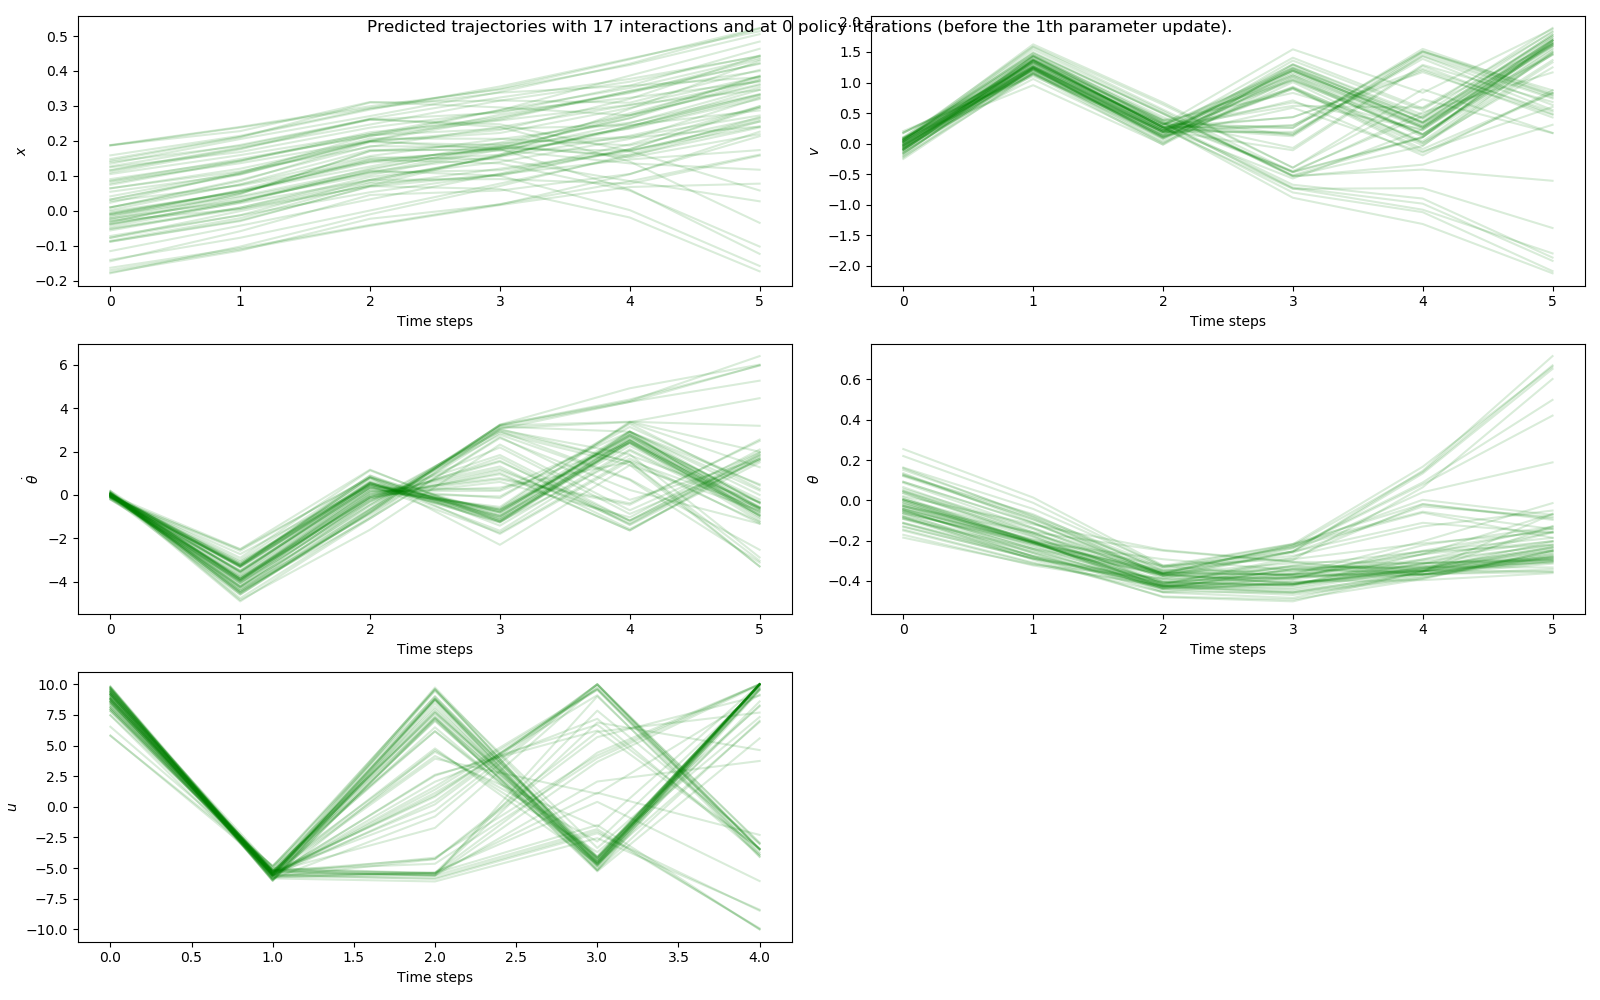 Predicted trajectories with 17 interactions and at 0 policy iterations (before the 1th parameter update).
0.5
0.4
0.3
0.2
0.1
0.0
−0.1
−0.2
x
0 1 2 3 4 5
Time steps
2.0
1.5
1.0
0.5
0.0
−0.5
−1.0
−1.5
−2.0
v
0 1 2 3 4 5
Time steps
6
4
2
0
−2
−4
θ̇
0 1 2 3 4 5
Time steps
0.6
0.4
0.2
0.0
−0.2
−0.4
θ
0 1 2 3 4 5
Time steps
10.0
7.5
5.0
2.5
0.0
−2.5
−5.0
−7.5
−10.0
u
0.0 0.5 1.0 1.5 2.0 2.5 3.0 3.5 4.0
Time steps